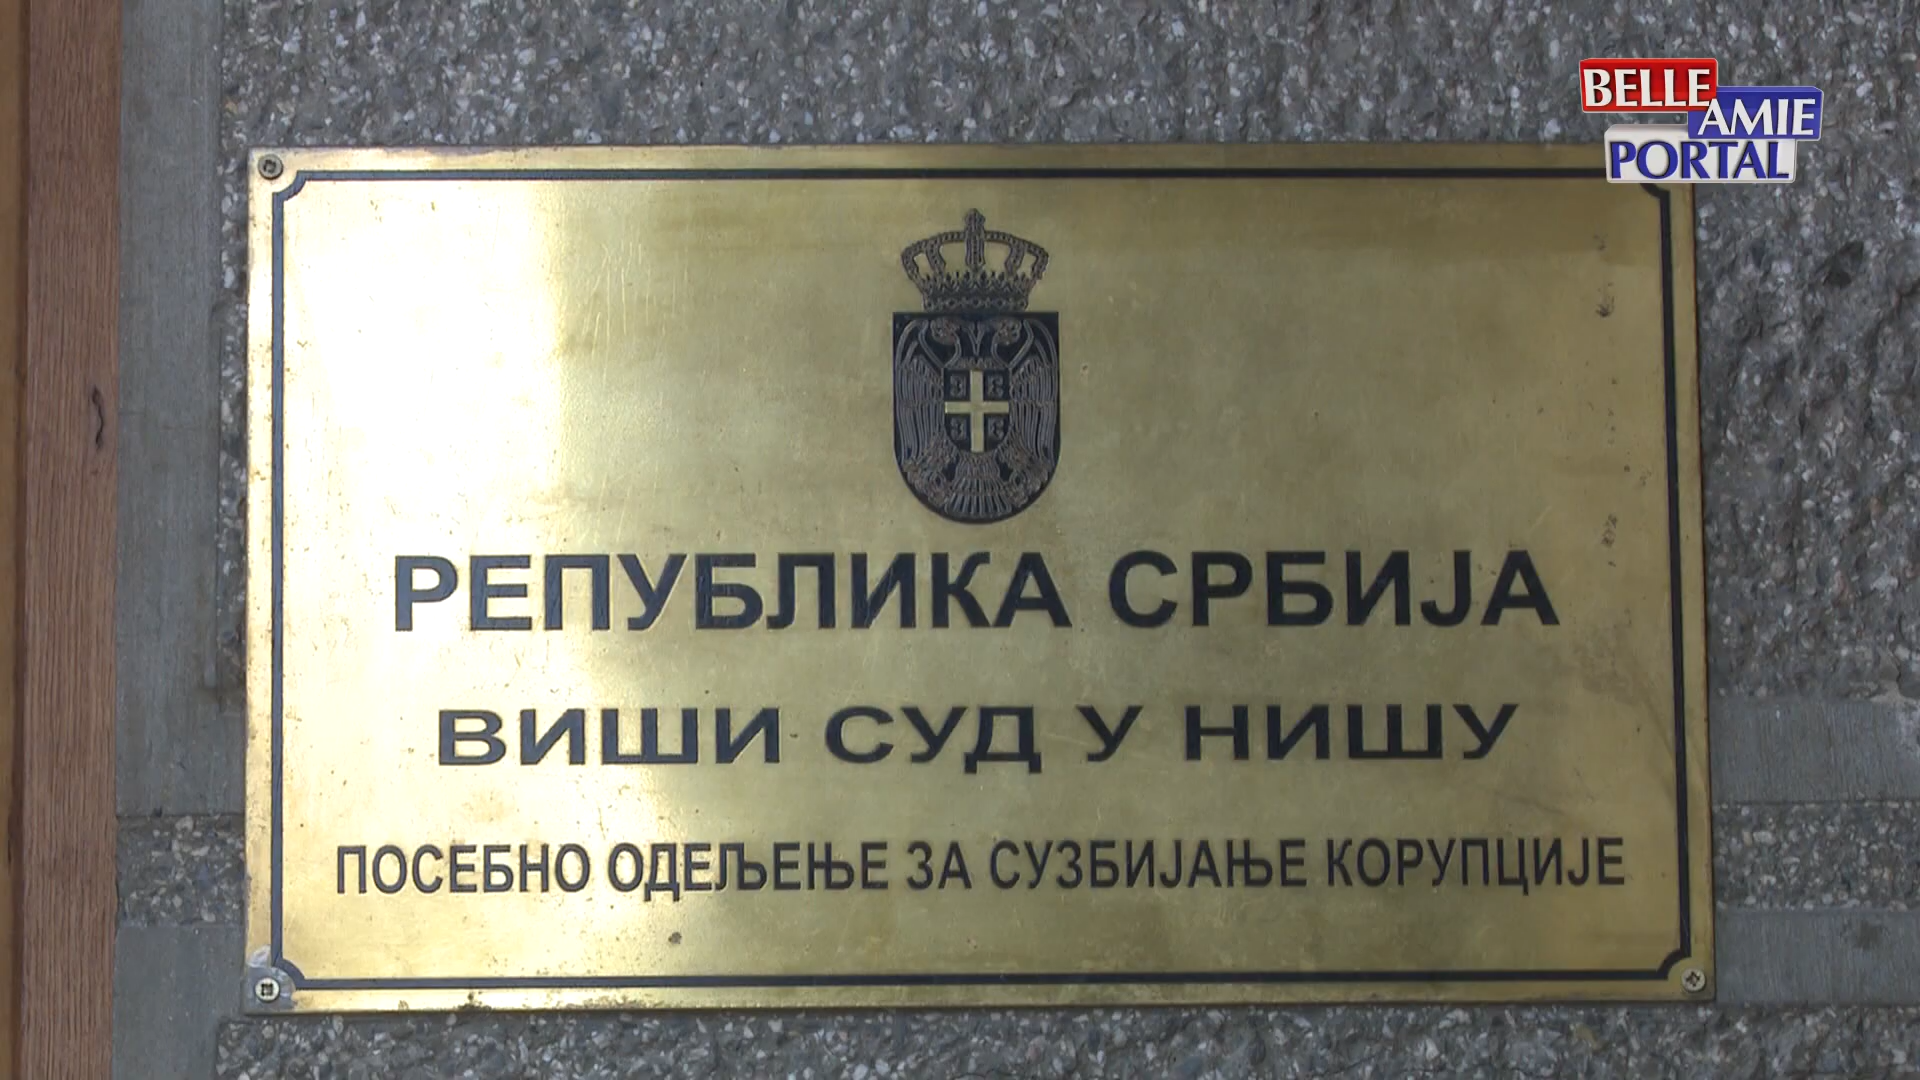 BELLE
AMIE
PORTAL
РЕПУБЛИКА СРБИЈА
ВИШИ СУД У НИШУ
ПОСЕБНО ОДЕЉЕЊЕ ЗА СУЗБИЈАЊЕ КОРУПЦИЈЕ